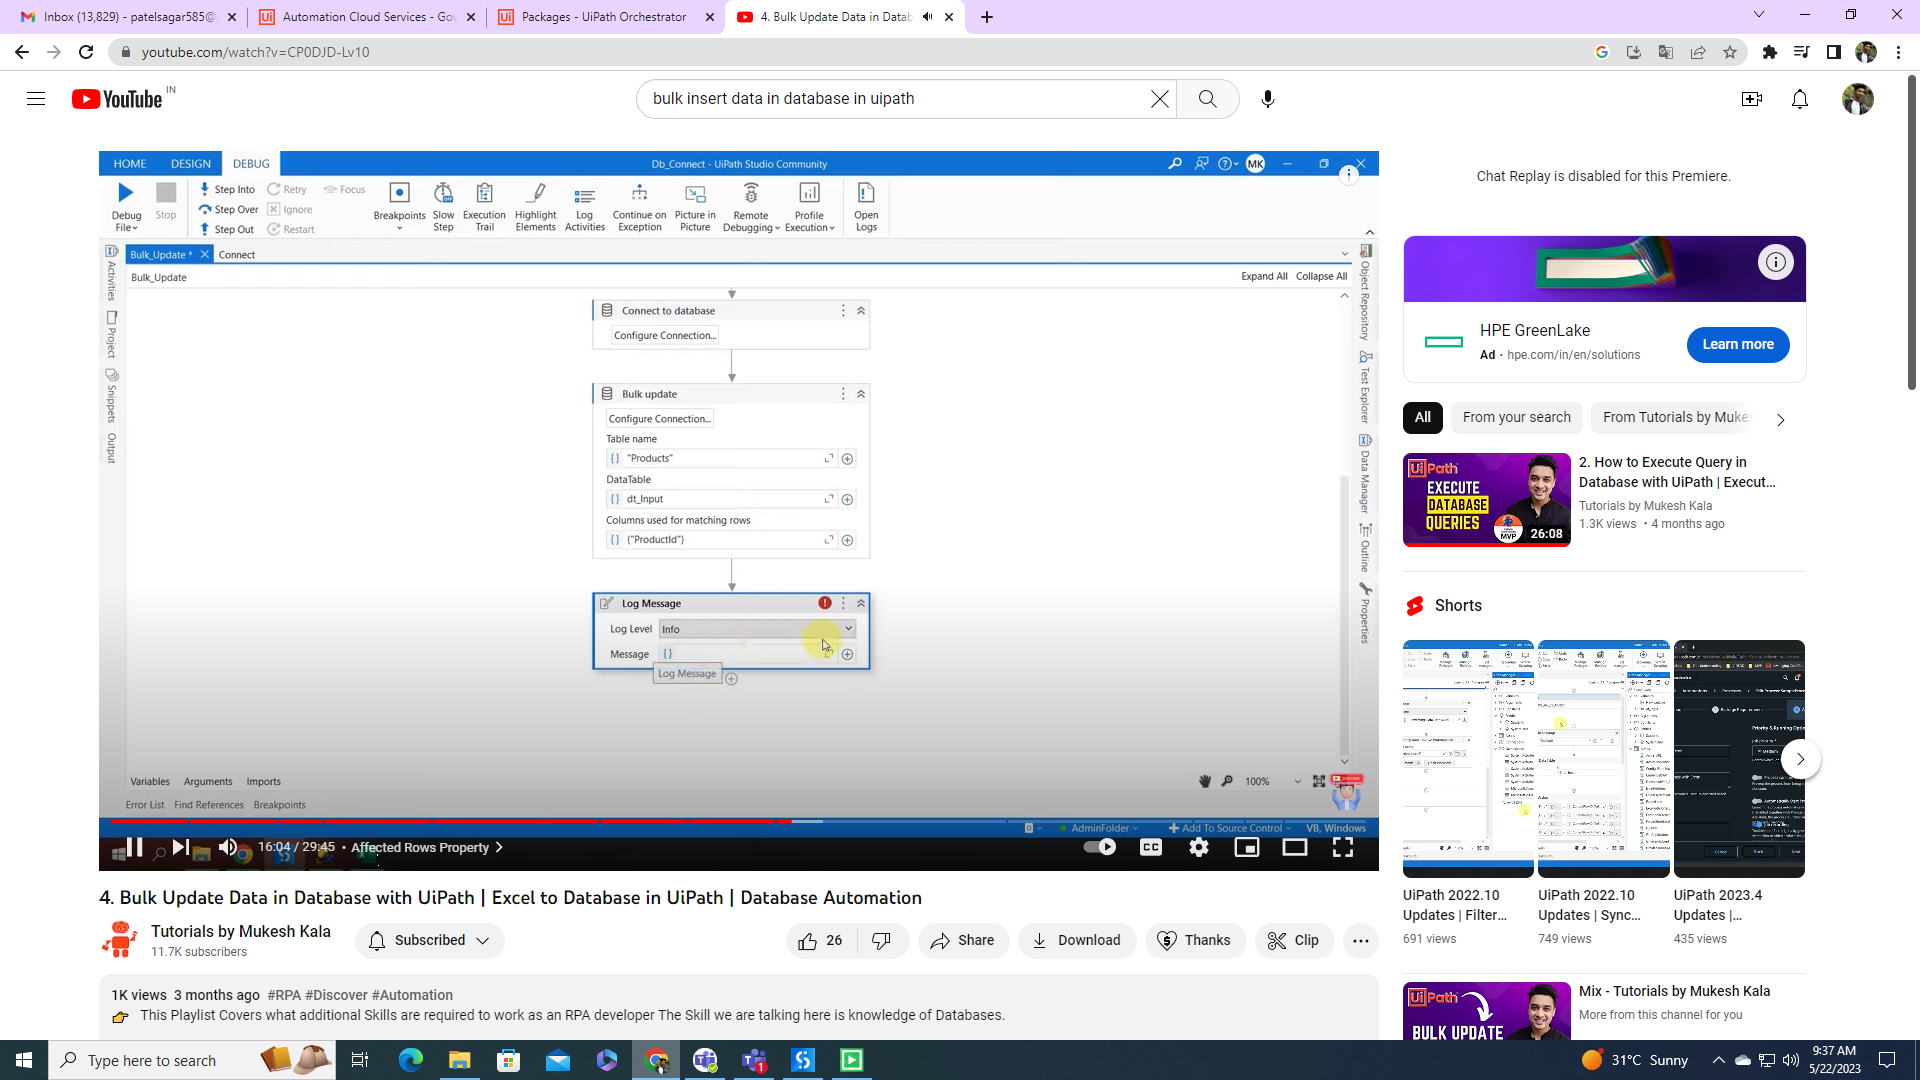 Inbox (13,829) - patelsagar585@
Automation Cloud Services - Gov
Packages - UiPath Orchestrator
4. Bulk Update Data in Datab
youtube.com/watch?v=CP0DJD-Lv10
YouTube IN
bulk insert data in database in uipath
HOME DESIGN DEBUG
Db_Connect - UiPath Studio Community
MK
Debug File
Stop
Step Into
Step Over
Step Out
Retry
Ignore
Restart
Focus
Breakpoints
Slow Step
Execution Trail
Highlight Elements
Log Activities
Continue on Exception
Picture in Picture
Remote Debugging
Profile Execution
Open Logs
Bulk_Update *
Connect
Bulk_Update
Expand All Collapse All
Activities
Project
Snippets
Output
Object Repository
Test Explorer
Data Manager
Outline
Properties
Connect to database
Configure Connection...
Bulk update
Configure Connection...
Table name
"Products"
DataTable
dt_Input
Columns used for matching rows
{"ProductId"}
Log Message
Log Level Info
Message
Log Message
Variables Arguments Imports
100%
Error List Find References Breakpoints
AdminFolder
Add To Source Control
VB, Windows
16:04 / 29:45 • Affected Rows Property
CC
4. Bulk Update Data in Database with UiPath | Excel to Database in UiPath | Database Automation
Tutorials by Mukesh Kala
11.7K subscribers
Subscribed
26
Share
Download
Thanks
Clip
1K views 3 months ago #RPA #Discover #Automation
This Playlist Covers what additional Skills are required to work as an RPA developer The Skill we are talking here is knowledge of Databases.
Chat Replay is disabled for this Premiere.
HPE GreenLake
Ad · hpe.com/in/en/solutions
Learn more
All
From your search
From Tutorials by Mukes
UiPath
EXECUTE
DATABASE
QUERIES
MVP
26:08
2. How to Execute Query in
Database with UiPath | Execut...
Tutorials by Mukesh Kala
1.3K views • 4 months ago
Shorts
UiPath 2022.10
Updates | Filter...
691 views
UiPath 2022.10
Updates | Sync...
749 views
UiPath 2023.4
Updates |...
435 views
UiPath
BULK UPDATE
Mix - Tutorials by Mukesh Kala
More from this channel for you
Type here to search
31°C Sunny
9:37 AM
5/22/2023